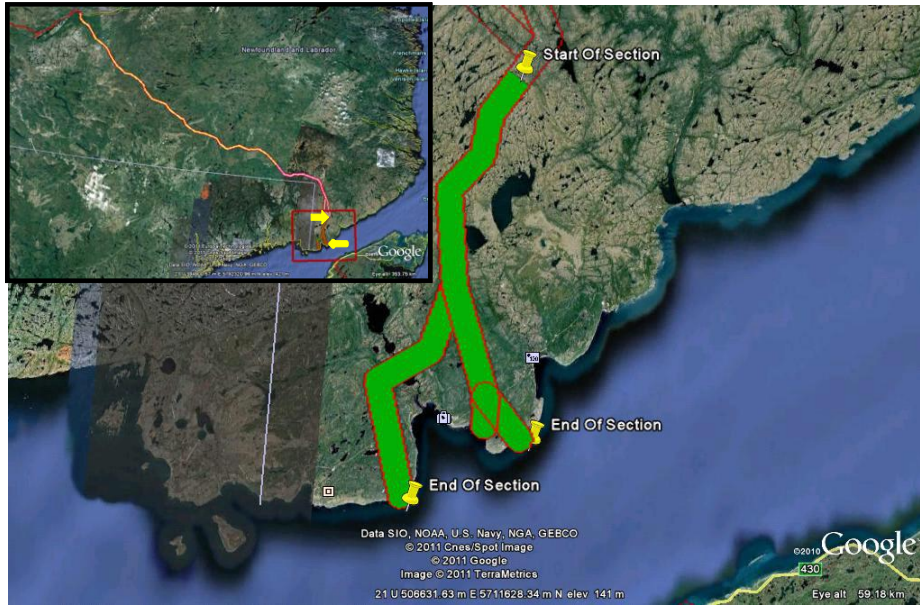 Newfoundland and Labrador
Google
Start Of Section
100
End Of Section
End Of Section
Data SIO, NOAA, U.S. Navy, NGA, GEBCO
© 2011 Cnes/Spot Image
© 2011 Google
Image © 2011 TerraMetrics
©2010 Google
430
21 U 506631.63 m E 5711628.34 m N elev 141 m
Eye alt 59.18 km